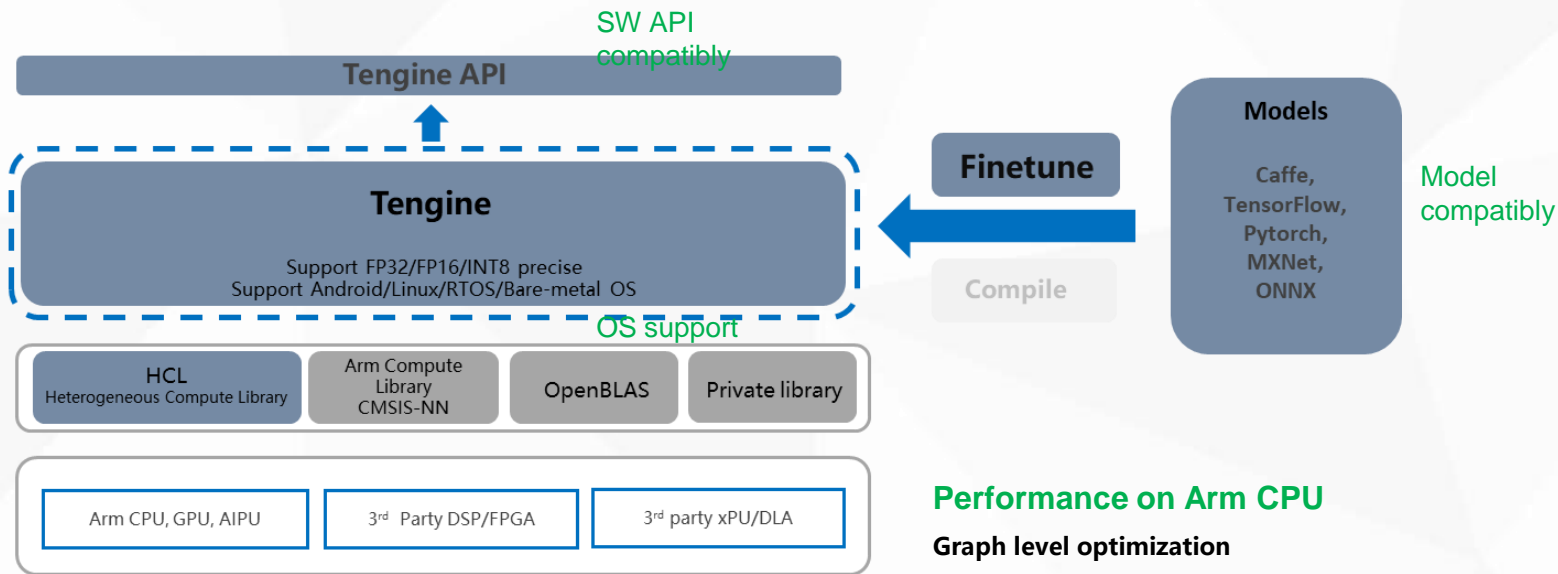 SW API
compatibly
Tengine API
Tengine
Support FP32/FP16/INT8 precise
Support Android/Linux/RTOS/Bare-metal OS
OS support
Finetune
Compile
Models
Caffe,
TensorFlow,
Pytorch,
MXNet,
ONNX
Model
compatibly
HCL
Heterogeneous Compute Library
Arm Compute
Library
CMSIS-NN
OpenBLAS
Private library
Arm CPU, GPU, AIPU
3rd Party DSP/FPGA
3rd party xPU/DLA
Performance on Arm CPU
Graph level optimization